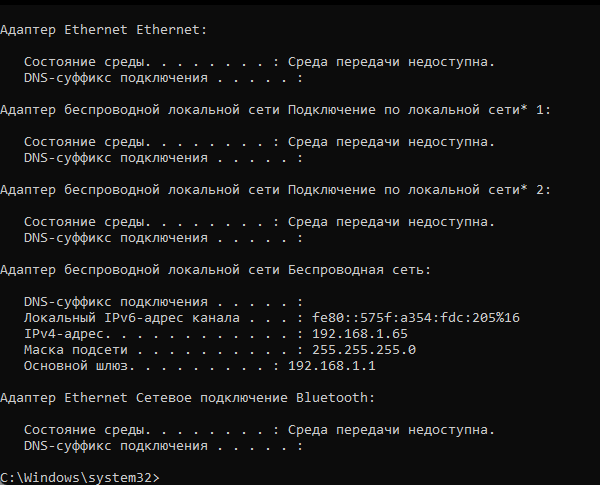 Адаптер Ethernet Ethernet:
Состояние среды. . . . . . . . : Среда передачи недоступна.
DNS-суффикс подключения . . . . . :
Адаптер беспроводной локальной сети Подключение по локальной сети* 1:
Состояние среды. . . . . . . . : Среда передачи недоступна.
DNS-суффикс подключения . . . . . :
Адаптер беспроводной локальной сети Подключение по локальной сети* 2:
Состояние среды. . . . . . . . : Среда передачи недоступна.
DNS-суффикс подключения . . . . . :
Адаптер беспроводной локальной сети Беспроводная сеть:
DNS-суффикс подключения . . . . . :
Локальный IPv6-адрес канала . . . : fe80::575f:a354:fdc:205%16
IPv4-адрес. . . . . . . . . . . . : 192.168.1.65
Маска подсети . . . . . . . . . . : 255.255.255.0
Основной шлюз. . . . . . . . . : 192.168.1.1
Адаптер Ethernet Сетевое подключение Bluetooth:
Состояние среды. . . . . . . . : Среда передачи недоступна.
DNS-суффикс подключения . . . . . :
C:\Windows\system32>